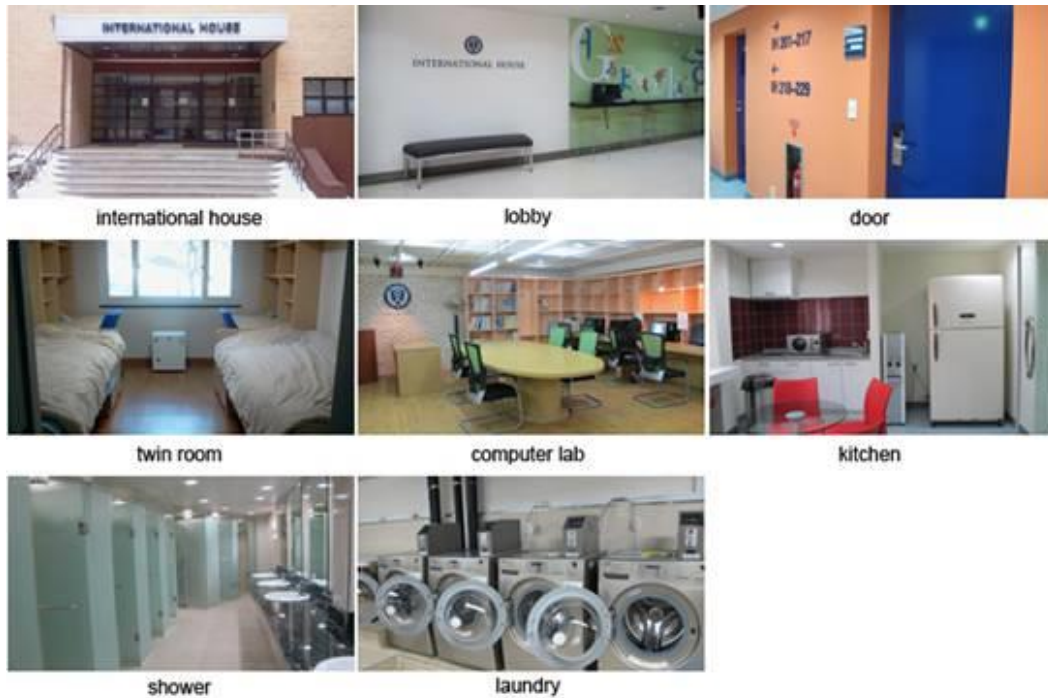 INTERNATIONAL HOUSE
INTERNATIONAL HOUSE
international house
lobby
door
twin room
computer lab
kitchen
shower
laundry